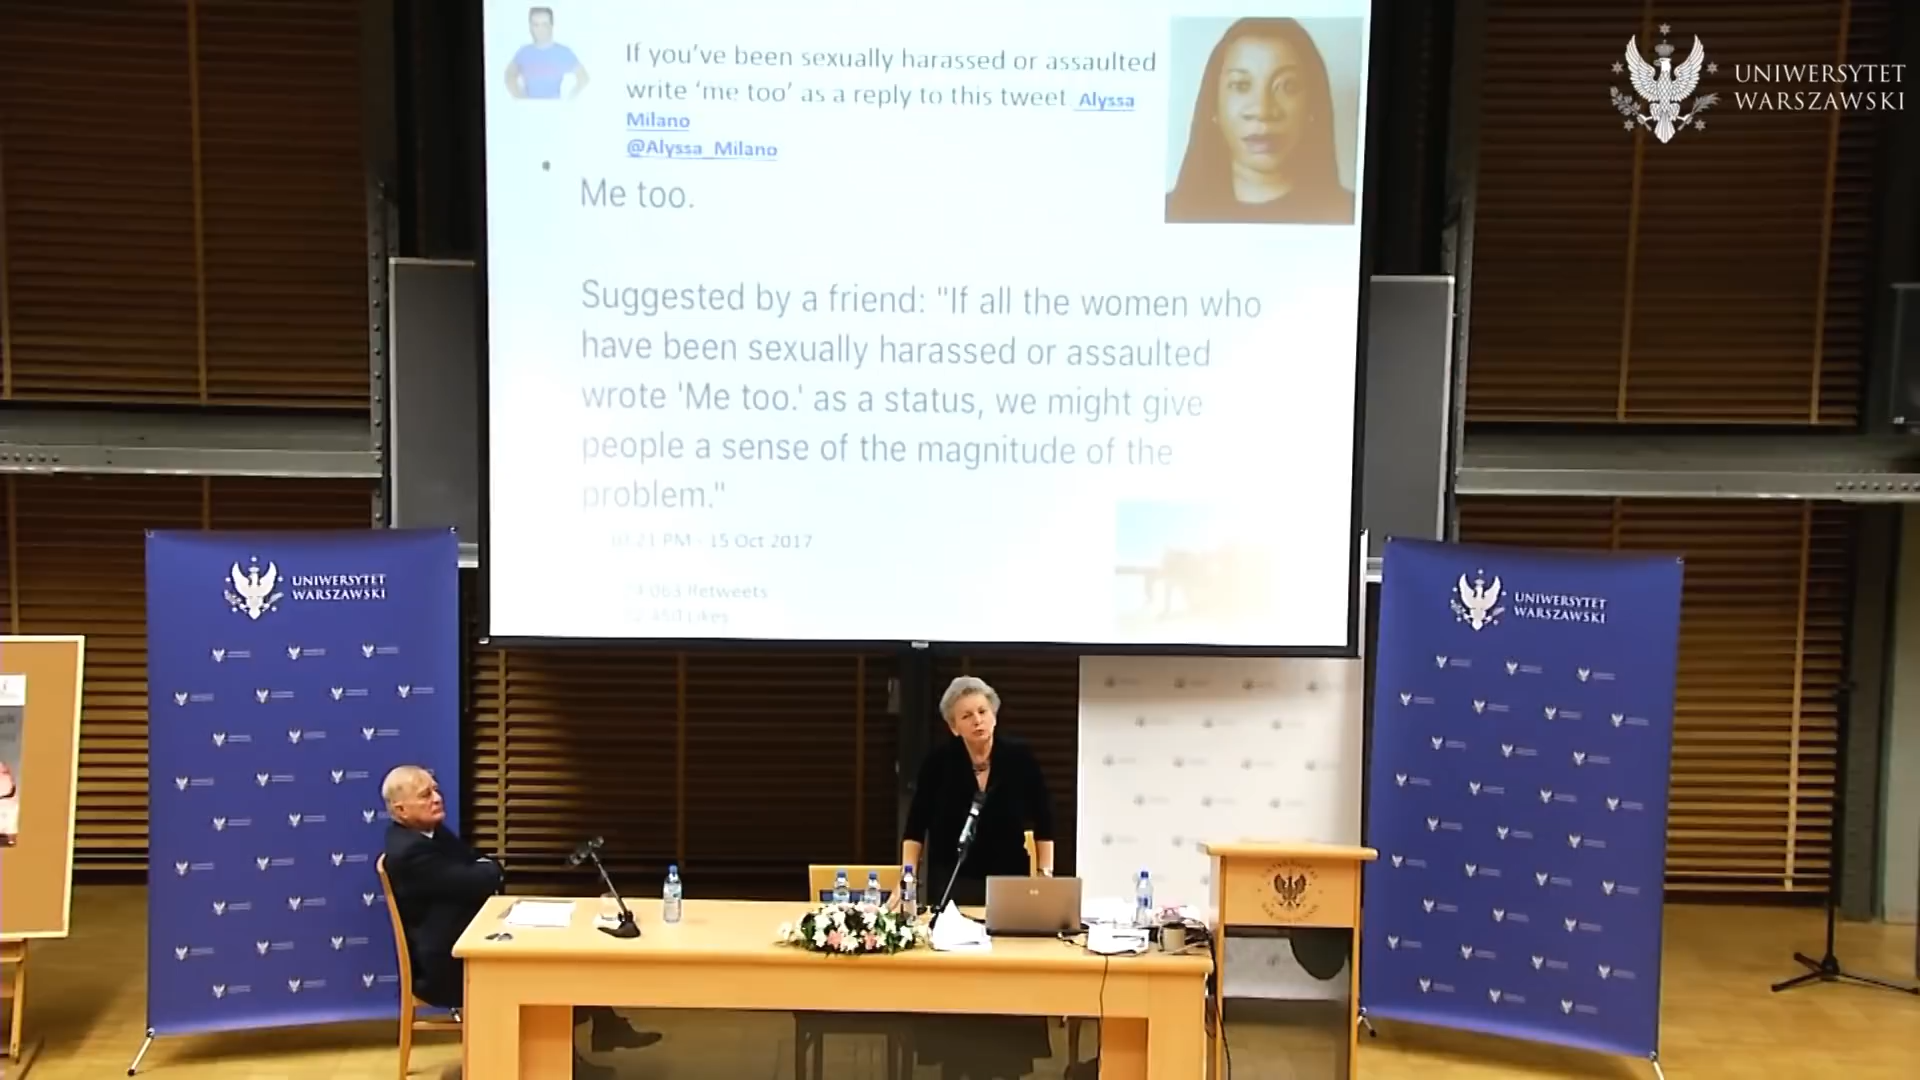 If you've been sexually harassed or assaulted
write 'me too' as a reply to this tweet Alyssa
Milano
@Alyssa_Milano
Me too.
Suggested by a friend: "If all the women who
have been sexually harassed or assaulted
wrote 'Me too.' as a status, we might give
people a sense of the magnitude of the
problem."
PM - 15 Oct 2017
Retweets
Likes
UNIWERSYTET
WARSZAWSKI
UNIWERSYTET
WARSZAWSKI
UNIWERSYTET
WARSZAWSKI